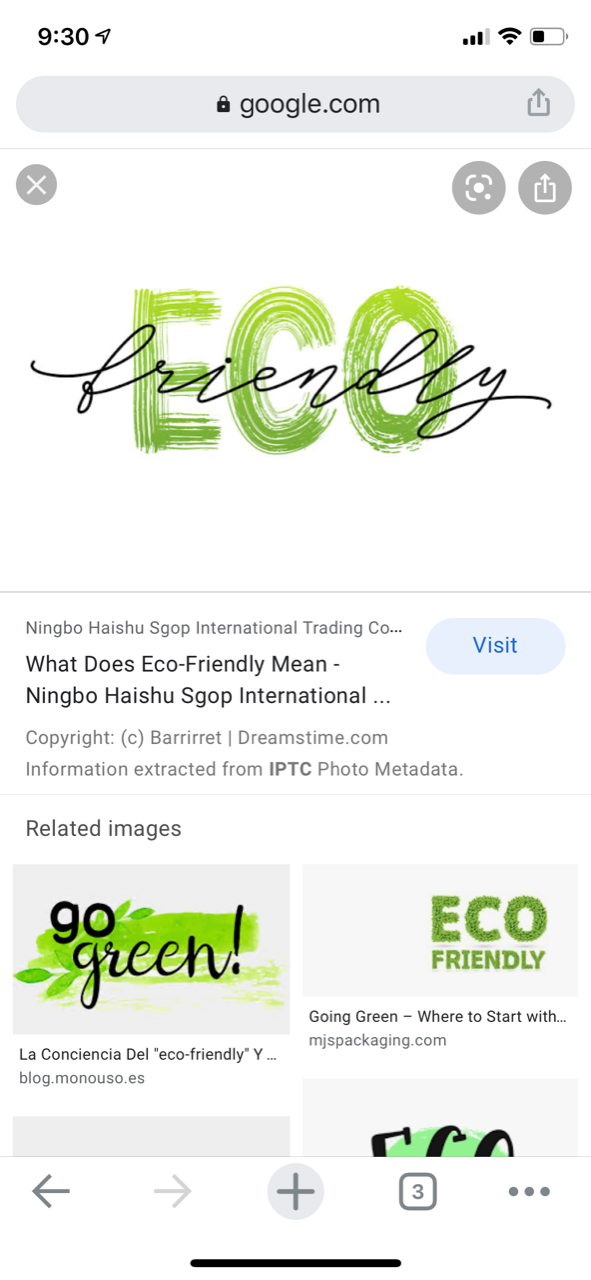 9:30
google.com
ECO
friendly
Ningbo Haishu Sgop International Trading Co...
Visit
What Does Eco-Friendly Mean -
Ningbo Haishu Sgop International ...
Copyright: (c) Barrirret | Dreamstime.com
Information extracted from IPTC Photo Metadata.
Related images
go
green!
La Conciencia Del "eco-friendly" Y ...
blog.monouso.es
ECO
FRIENDLY
Going Green – Where to Start with...
mjspackaging.com
ECO
3